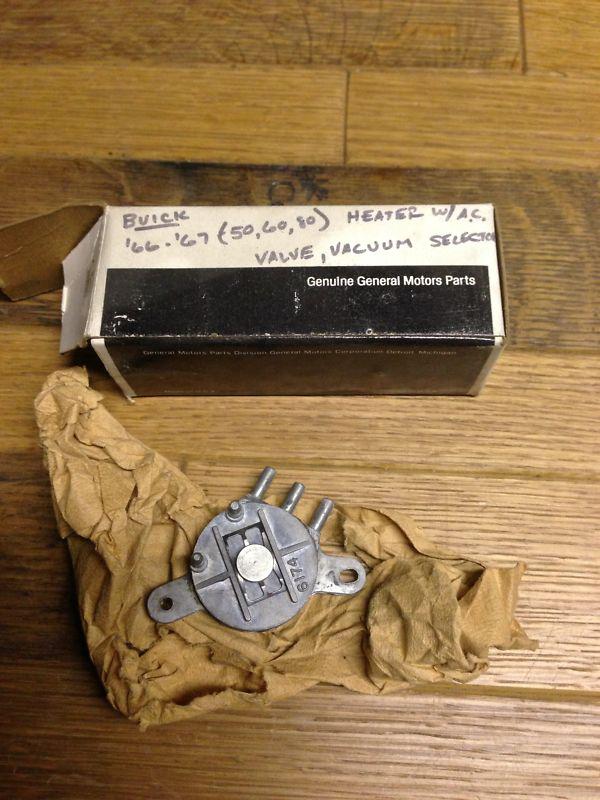 BUICK HEATER W/A.C.
'66-'67 (50,60,80)
VALVE, VACUUM SELECTOR
Genuine General Motors Parts
General Motors Parts Division General Motors Corporation Detroit, Michigan
6174